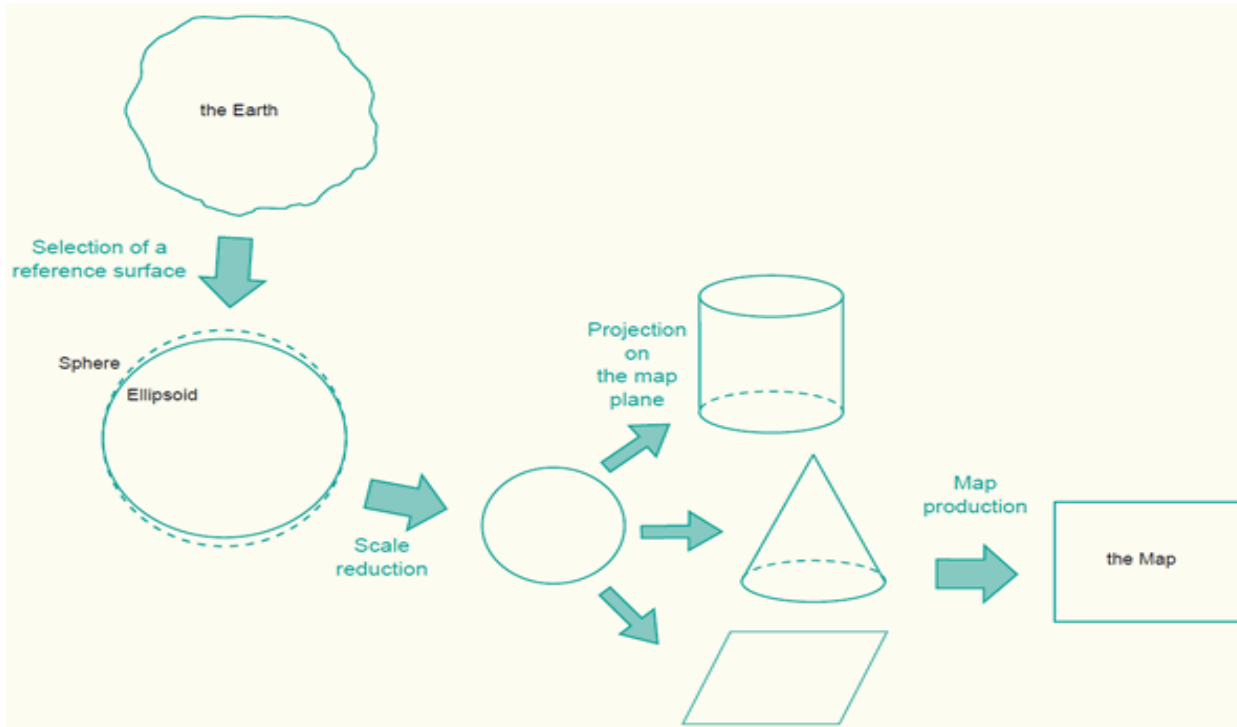 the Earth
Selection of a
reference surface
Sphere
Ellipsoid
Scale
reduction
Projection
on
the map
plane
Map
production
the Map